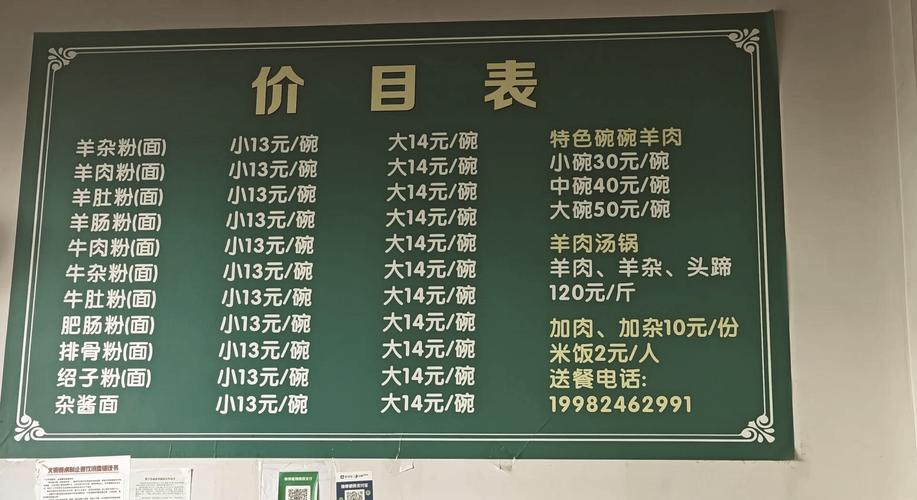 价目表
羊杂粉(面) 小13元/碗 大14元/碗
羊肉粉(面) 小13元/碗 大14元/碗
羊肚粉(面) 小13元/碗 大14元/碗
羊肠粉(面) 小13元/碗 大14元/碗
牛肉粉(面) 小13元/碗 大14元/碗
牛杂粉(面) 小13元/碗 大14元/碗
牛肚粉(面) 小13元/碗 大14元/碗
肥肠粉(面) 小13元/碗 大14元/碗
排骨粉(面) 小13元/碗 大14元/碗
绍子粉(面) 小13元/碗 大14元/碗
杂酱面 小13元/碗 大14元/碗
特色碗碗羊肉
小碗30元/碗
中碗40元/碗
大碗50元/碗
羊肉汤锅
羊肉、羊杂、头蹄
120元/斤
加肉、加杂10元/份
米饭2元/人
送餐电话:
19982462991